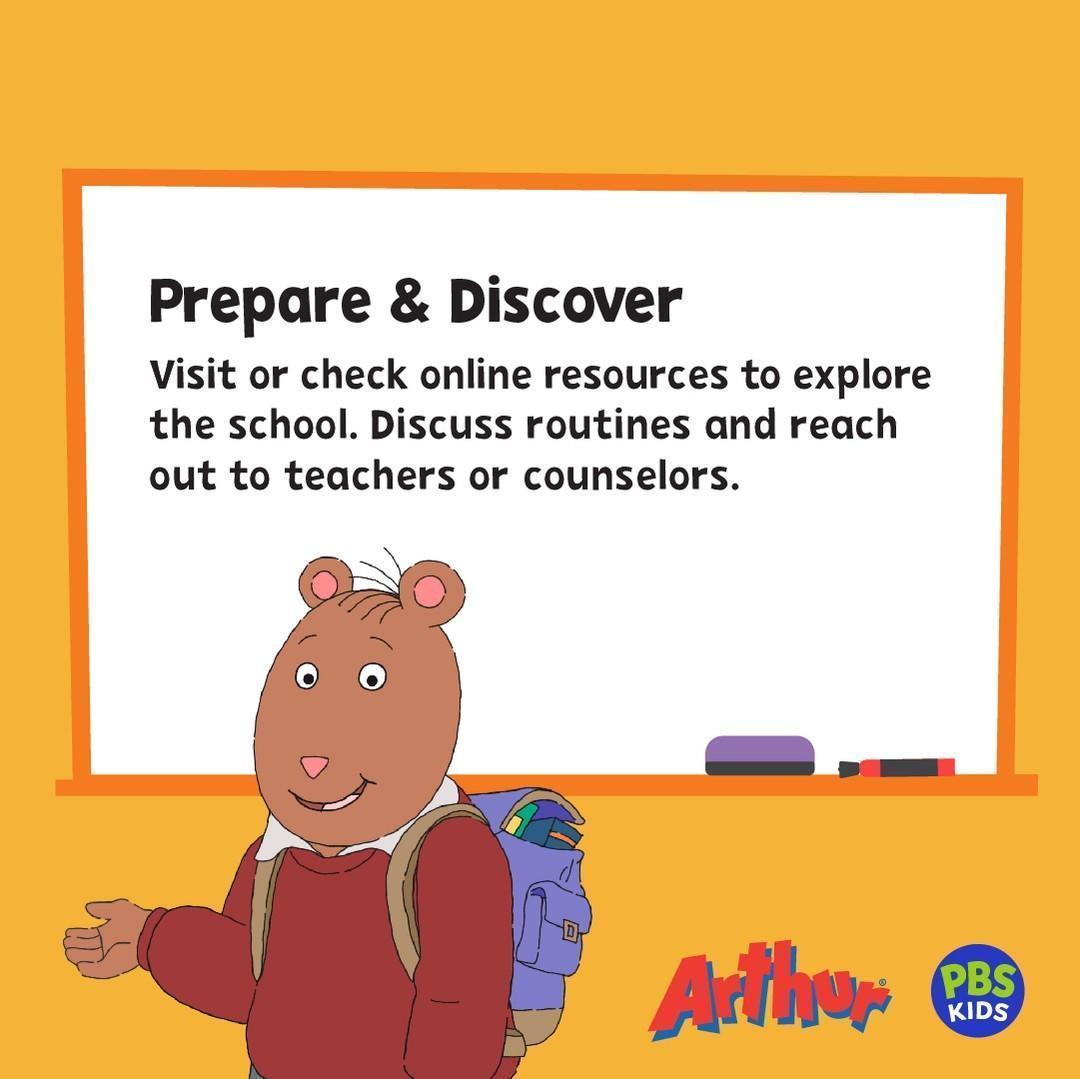 Prepare & Discover
Visit or check online resources to explore
the school. Discuss routines and reach
out to teachers or counselors.
Arthur®
PBS
KIDS